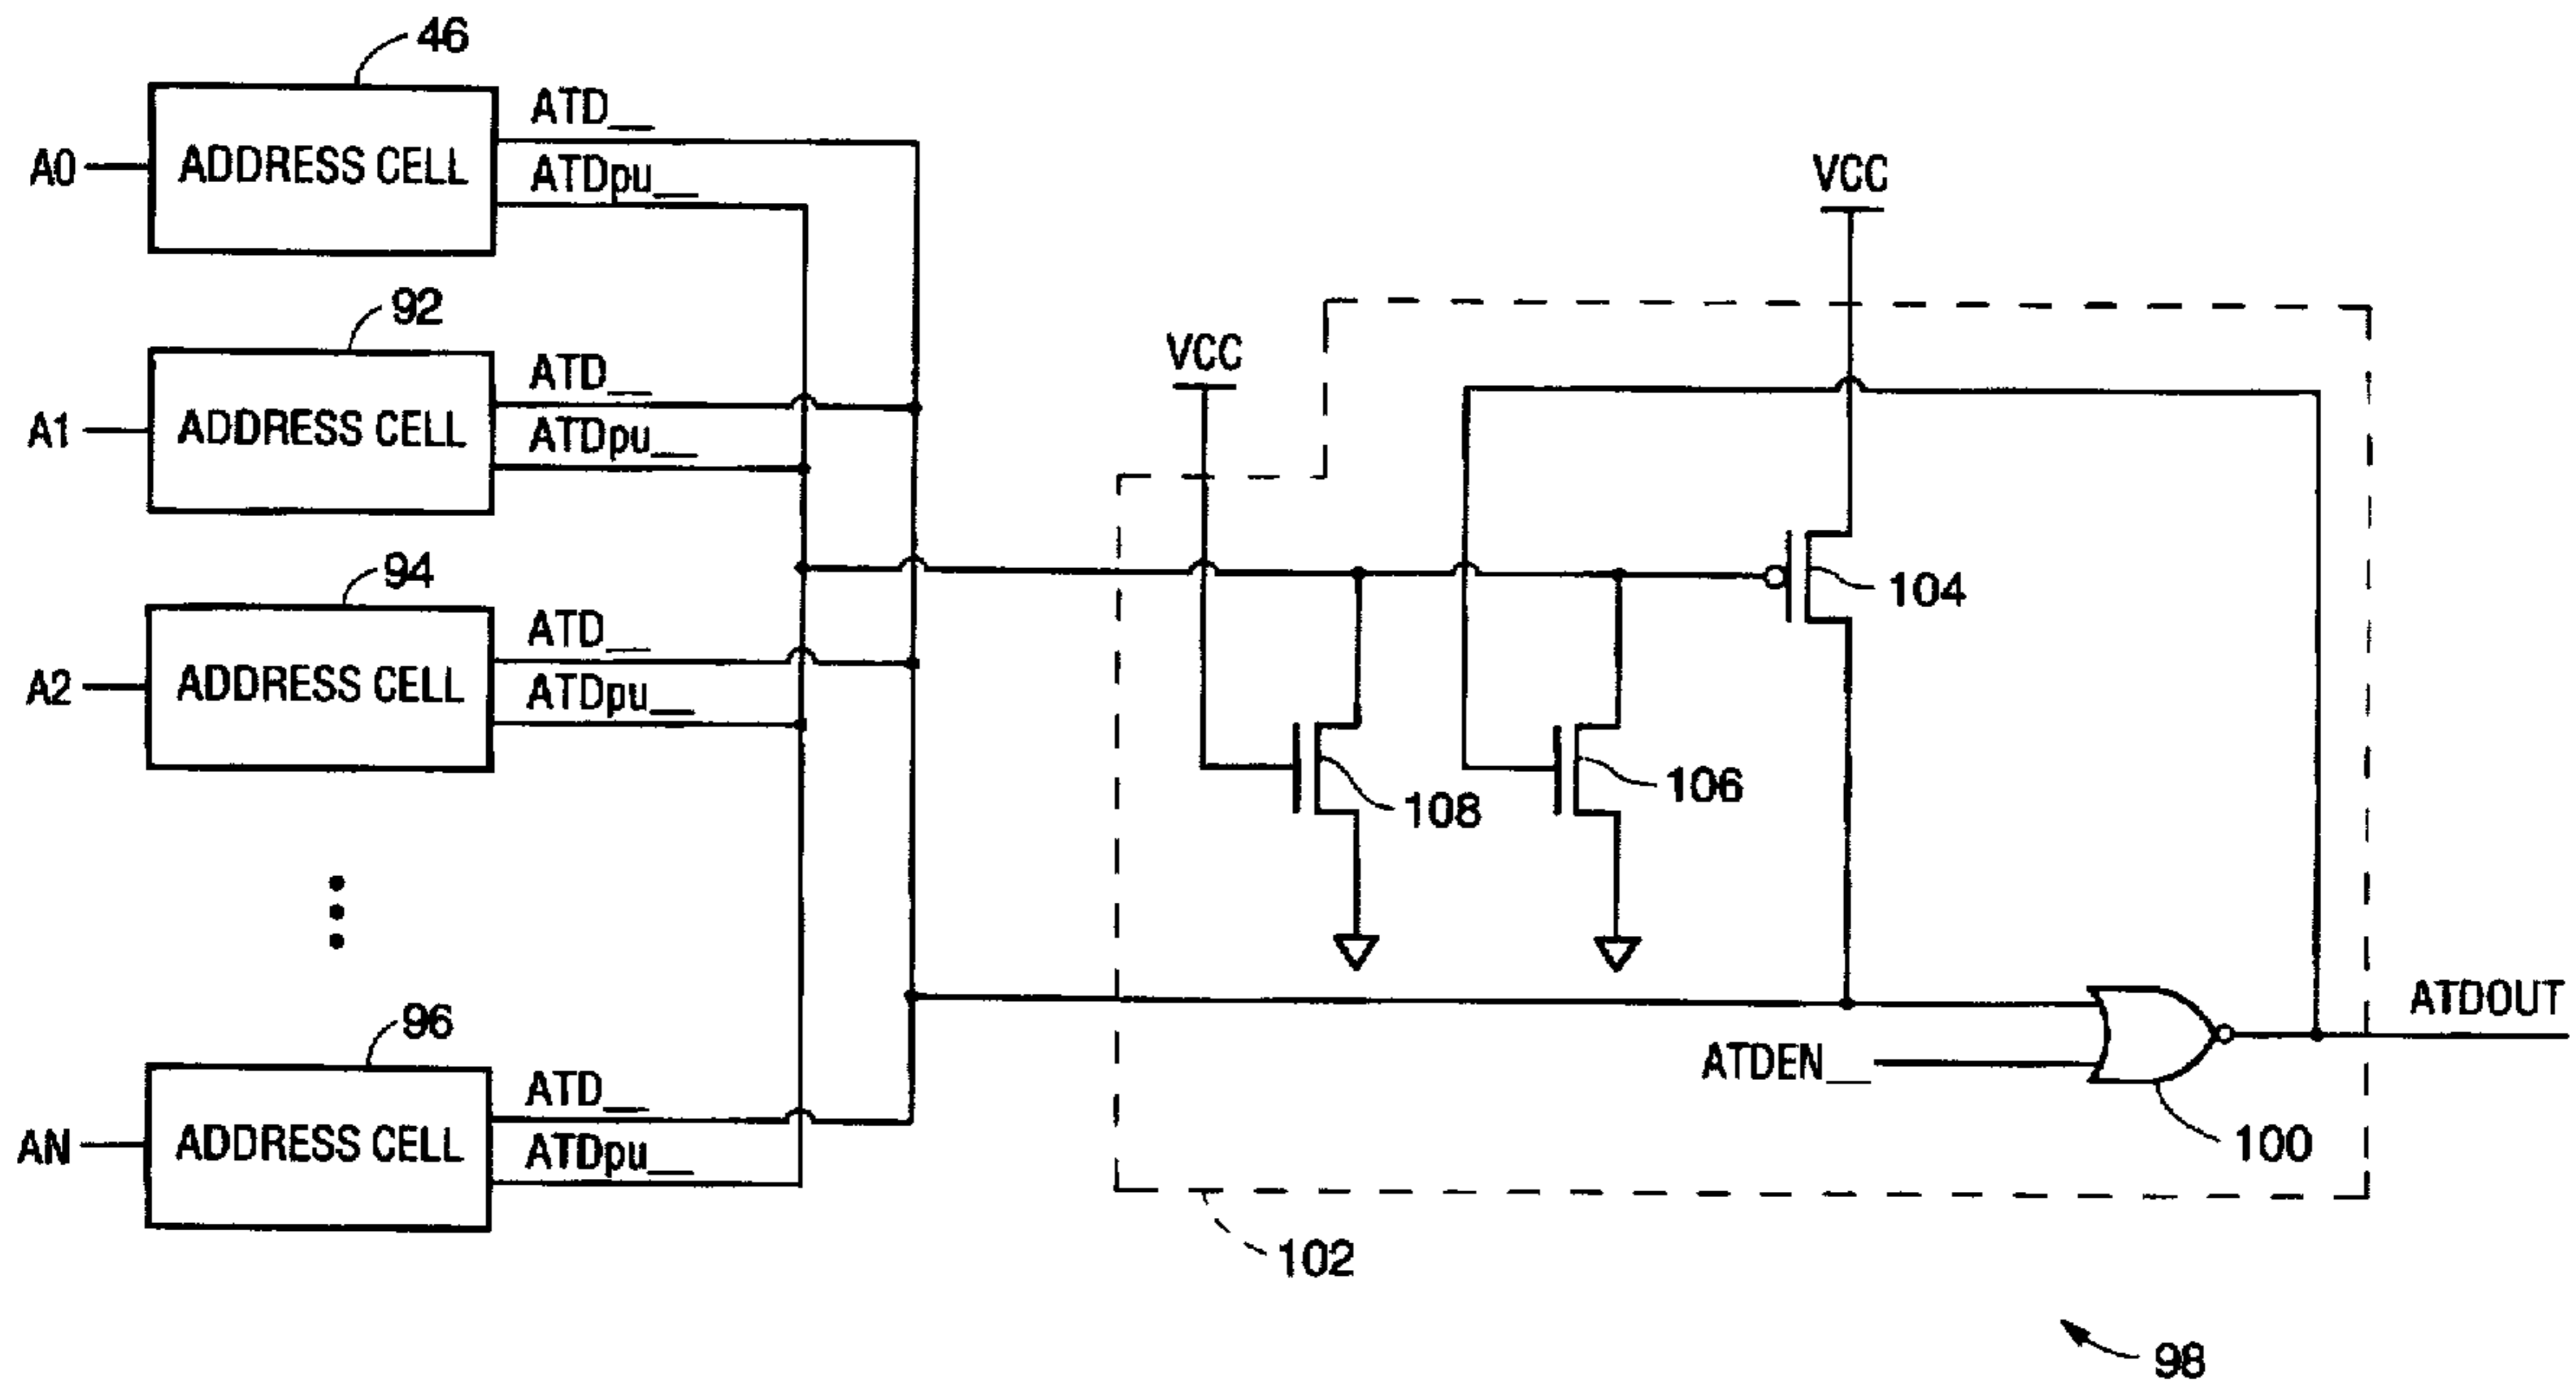 46
ATD__
A0
ADDRESS CELL
ATDpu__
VCC
92
ATD__
VCC
A1
ADDRESS CELL
ATDpu__
94
104
ATD__
A2
ADDRESS CELL
ATDpu__
108
106
96
ATDOUT
ATD__
ATDEN__
AN
ADDRESS CELL
ATDpu__
100
102
98